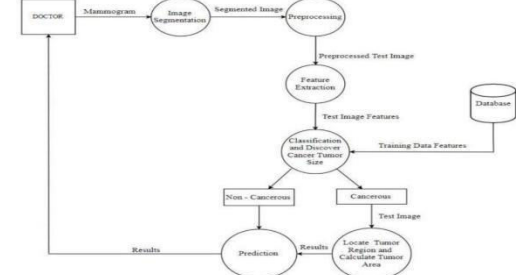 DOCTOR
Mammogram
Image
Segmentation
Segmented Image
Preprocessing
Preprocessed Test Image
Feature
Extraction
Test Image Features
Database
Classification
and Discover
Cancer Tumor
Size
Training Data Features
Non - Cancerous
Cancerous
Test Image
Results
Prediction
Results
Locate Tumor
Region and
Calculate Tumor
Area